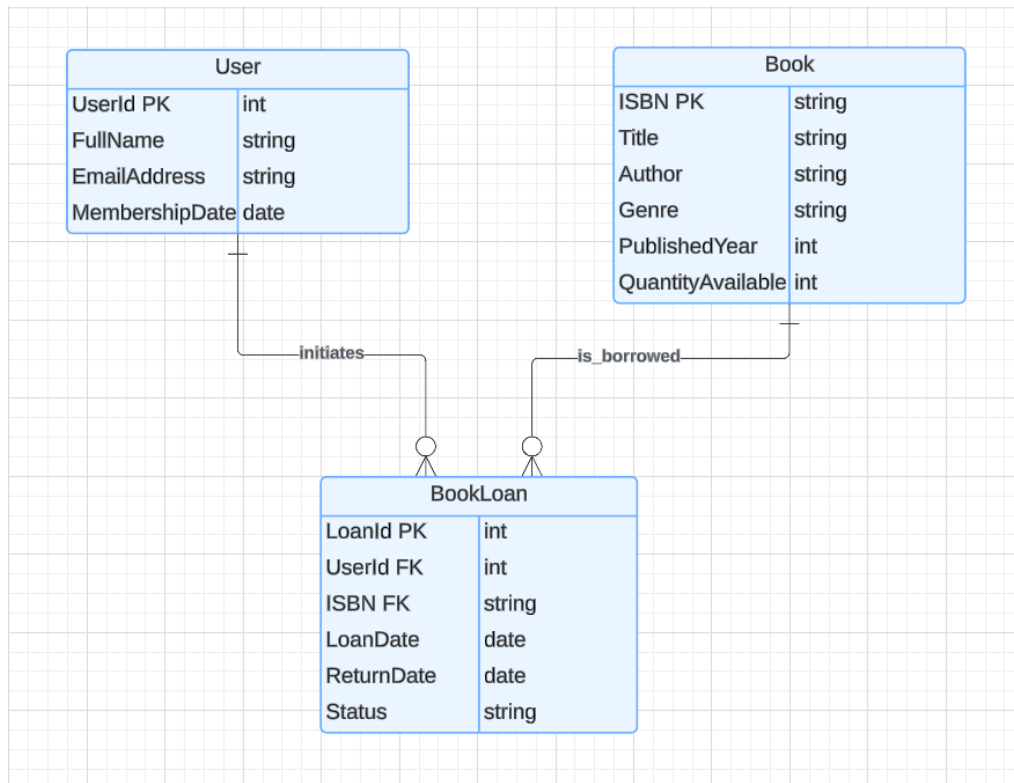 User
UserId PK int
FullName string
EmailAddress string
MembershipDate date
Book
ISBN PK string
Title string
Author string
Genre string
PublishedYear int
QuantityAvailable int
initiates
is_borrowed
BookLoan
LoanId PK int
UserId FK int
ISBN FK string
LoanDate date
ReturnDate date
Status string